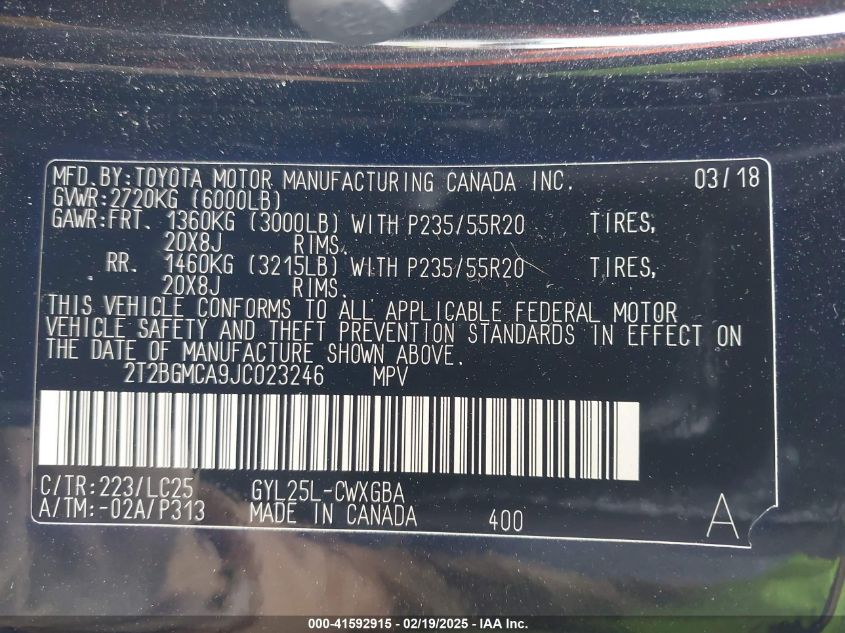 MFD.BY:TOYOTA MOTOR MANUFACTURING CANADA INC. 03/18
GVWR:2720KG (6000LB)
GAWR:FRT. 1360KG (3000LB) WITH P235/55R20 TIRES,
20X8J RIMS.
RR. 1460KG (3215LB) WITH P235/55R20 TIRES,
20X8J RIMS.
THIS VEHICLE CONFORMS TO ALL APPLICABLE FEDERAL MOTOR
VEHICLE SAFETY AND THEFT PREVENTION STANDARDS IN EFFECT ON
THE DATE OF MANUFACTURE SHOWN ABOVE.
2T2BGMCA9JC023246 MPV
C/TR:223/LC25 GYL25L-CWXGBA
A/TM:-02A/P313 MADE IN CANADA 400 A
000-41592915 - 02/19/2025 - IAA Inc.